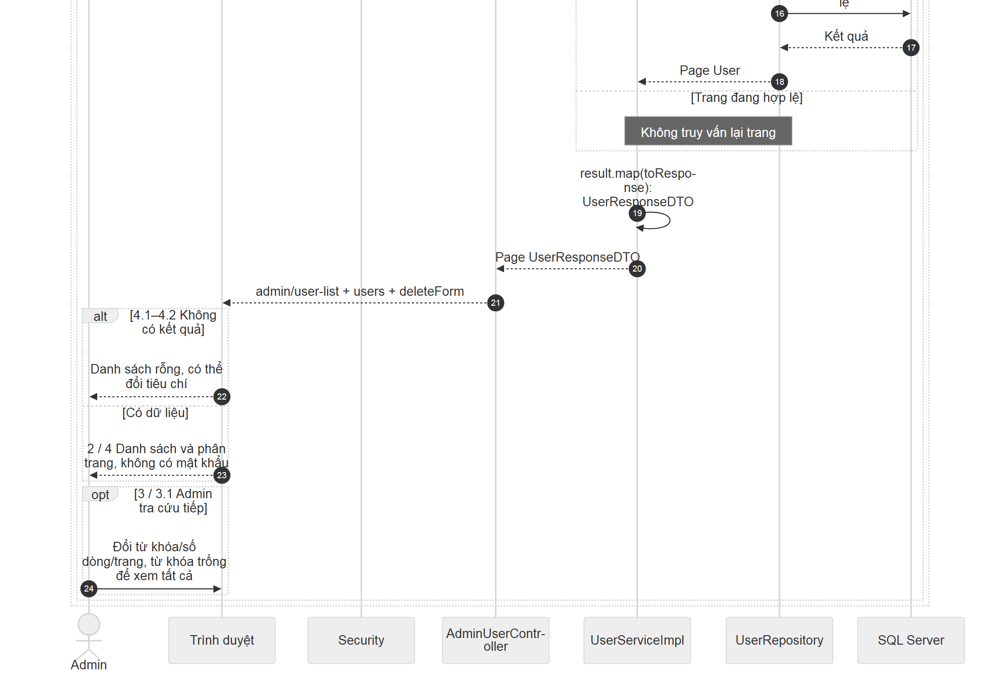 lệ
16
Kết quả
17
Page User
18
[Trang đang hợp lệ]
Không truy vấn lại trang
result.map(toRespo-
nse):
UserResponseDTO
19
Page UserResponseDTO
20
admin/user-list + users + deleteForm
21
alt
[4.1–4.2 Không
có kết quả]
Danh sách rỗng, có thể
đổi tiêu chí
22
[Có dữ liệu]
2 / 4 Danh sách và phân
trang, không có mật khẩu
23
opt
[3 / 3.1 Admin
tra cứu tiếp]
Đổi từ khóa/số
dòng/trang, từ khóa trống
để xem tất cả
24
Admin
Trình duyệt
Security
AdminUserContr-
oller
UserServiceImpl
UserRepository
SQL Server